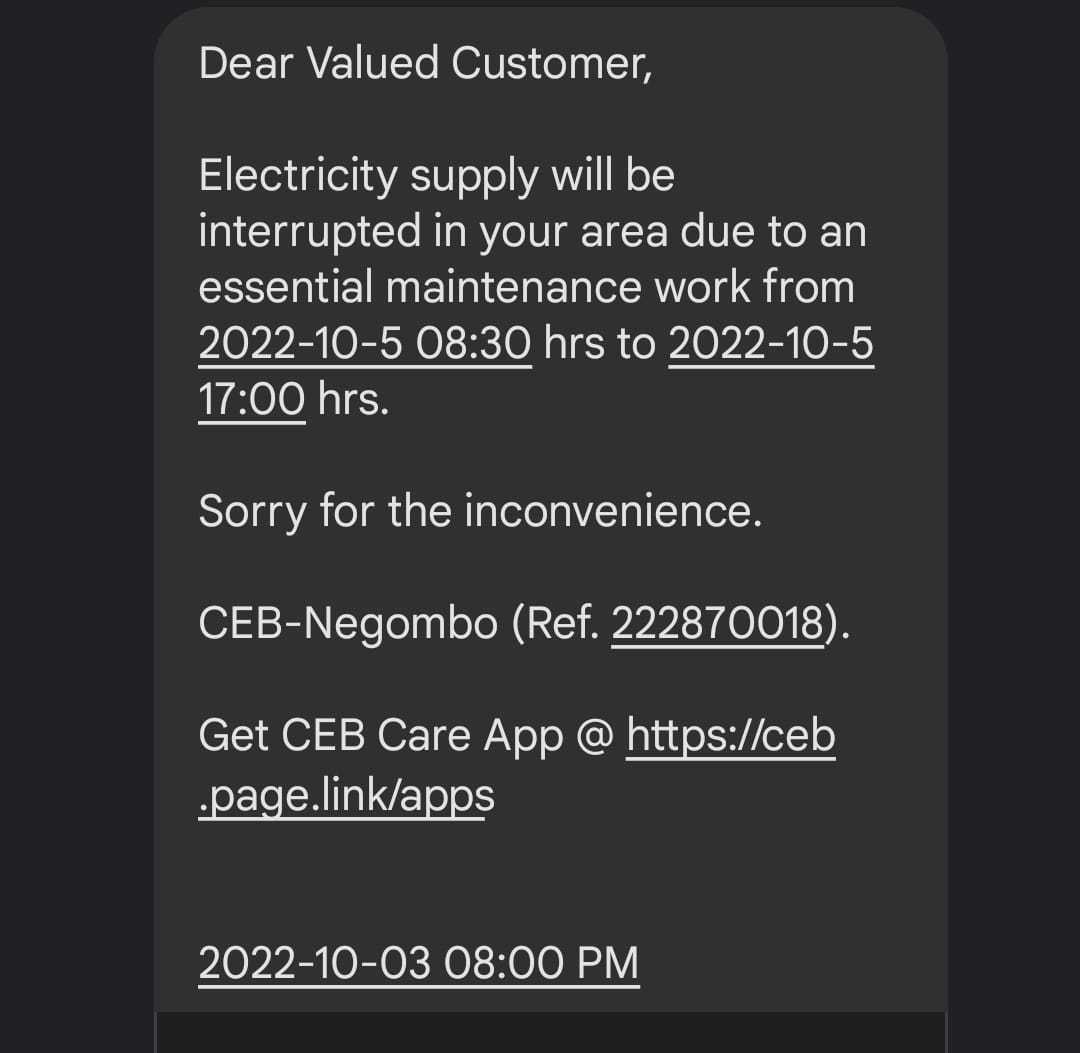 Dear Valued Customer,
Electricity supply will be
interrupted in your area due to an
essential maintenance work from
2022-10-5 08:30 hrs to 2022-10-5
17:00 hrs.
Sorry for the inconvenience.
CEB-Negombo (Ref. 222870018).
Get CEB Care App @ https://ceb
.page.link/apps
2022-10-03 08:00 PM